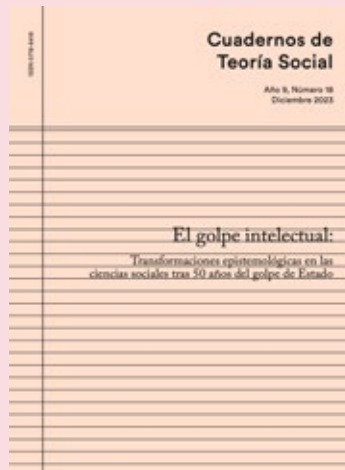 Cuadernos de
Teoría Social
Año 9, Número 18
Diciembre 2023
El golpe intelectual:
Transformaciones epistemológicas en las
ciencias sociales tras 50 años del golpe de Estado